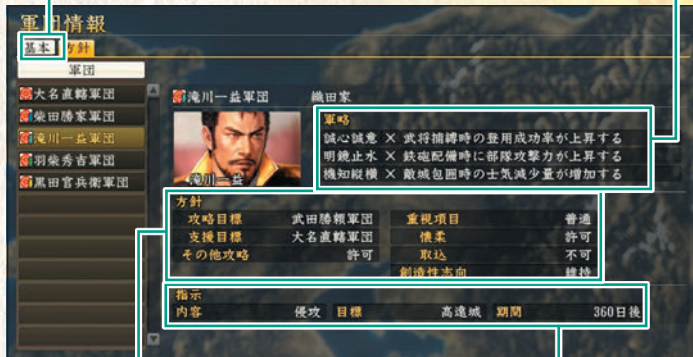 軍団情報
基本 方針
軍団
大名直轄軍団
柴田勝家軍団
滝川一益軍団
羽柴秀吉軍団
黒田官兵衛軍団
滝川一益軍団 織田家
滝川一益
軍略
誠心誠意 × 武将捕縛時の登用成功率が上昇する
明鏡止水 × 鉄砲配備時に部隊攻撃力が上昇する
機知縦横 × 敵城包囲時の士気減少量が増加する
方針
攻略目標 武田勝頼軍団 重視項目 普通
支援目標 大名直轄軍団 懐柔 許可
その他攻略 許可 取込 不可
創造性志向 維持
指示
内容 侵攻 目標 高遠城 期間 360日後